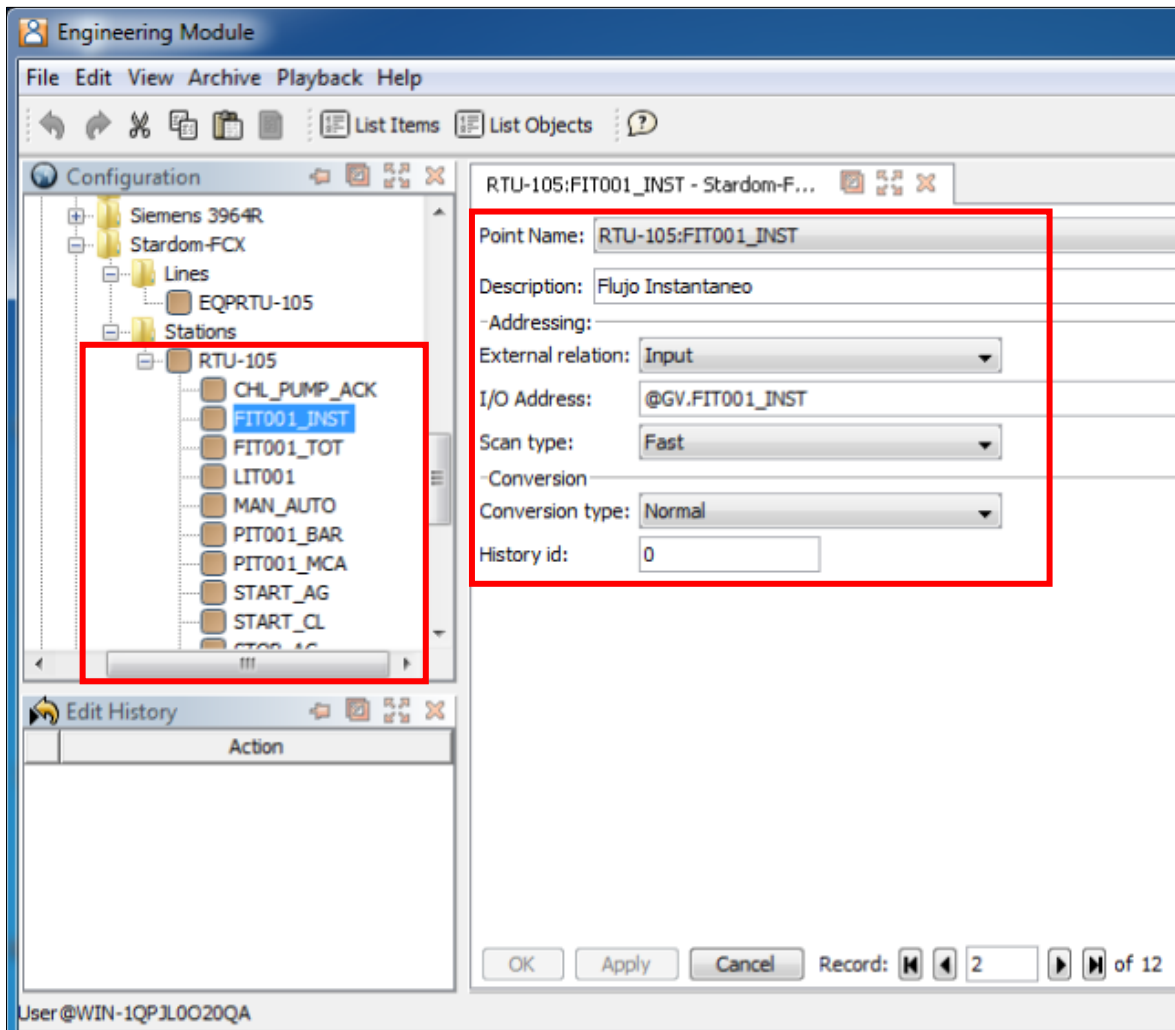 Engineering Module
File Edit View Archive Playback Help
List Items List Objects
Configuration
Siemens 3964R
Stardom-FCX
Lines
EQPRTU-105
Stations
RTU-105
CHL_PUMP_ACK
FIT001_INST
FIT001_TOT
LIT001
MAN_AUTO
PIT001_BAR
PIT001_MCA
START_AG
START_CL
STOP_AG
Edit History
Action
RTU-105:FIT001_INST - Stardom-F...
Point Name: RTU-105:FIT001_INST
Description: Flujo Instantaneo
Addressing:
External relation: Input
I/O Address: @GV.FIT001_INST
Scan type: Fast
Conversion
Conversion type: Normal
History id: 0
OK Apply Cancel Record: 2 of 12
User@WIN-1QPJL0O20QA